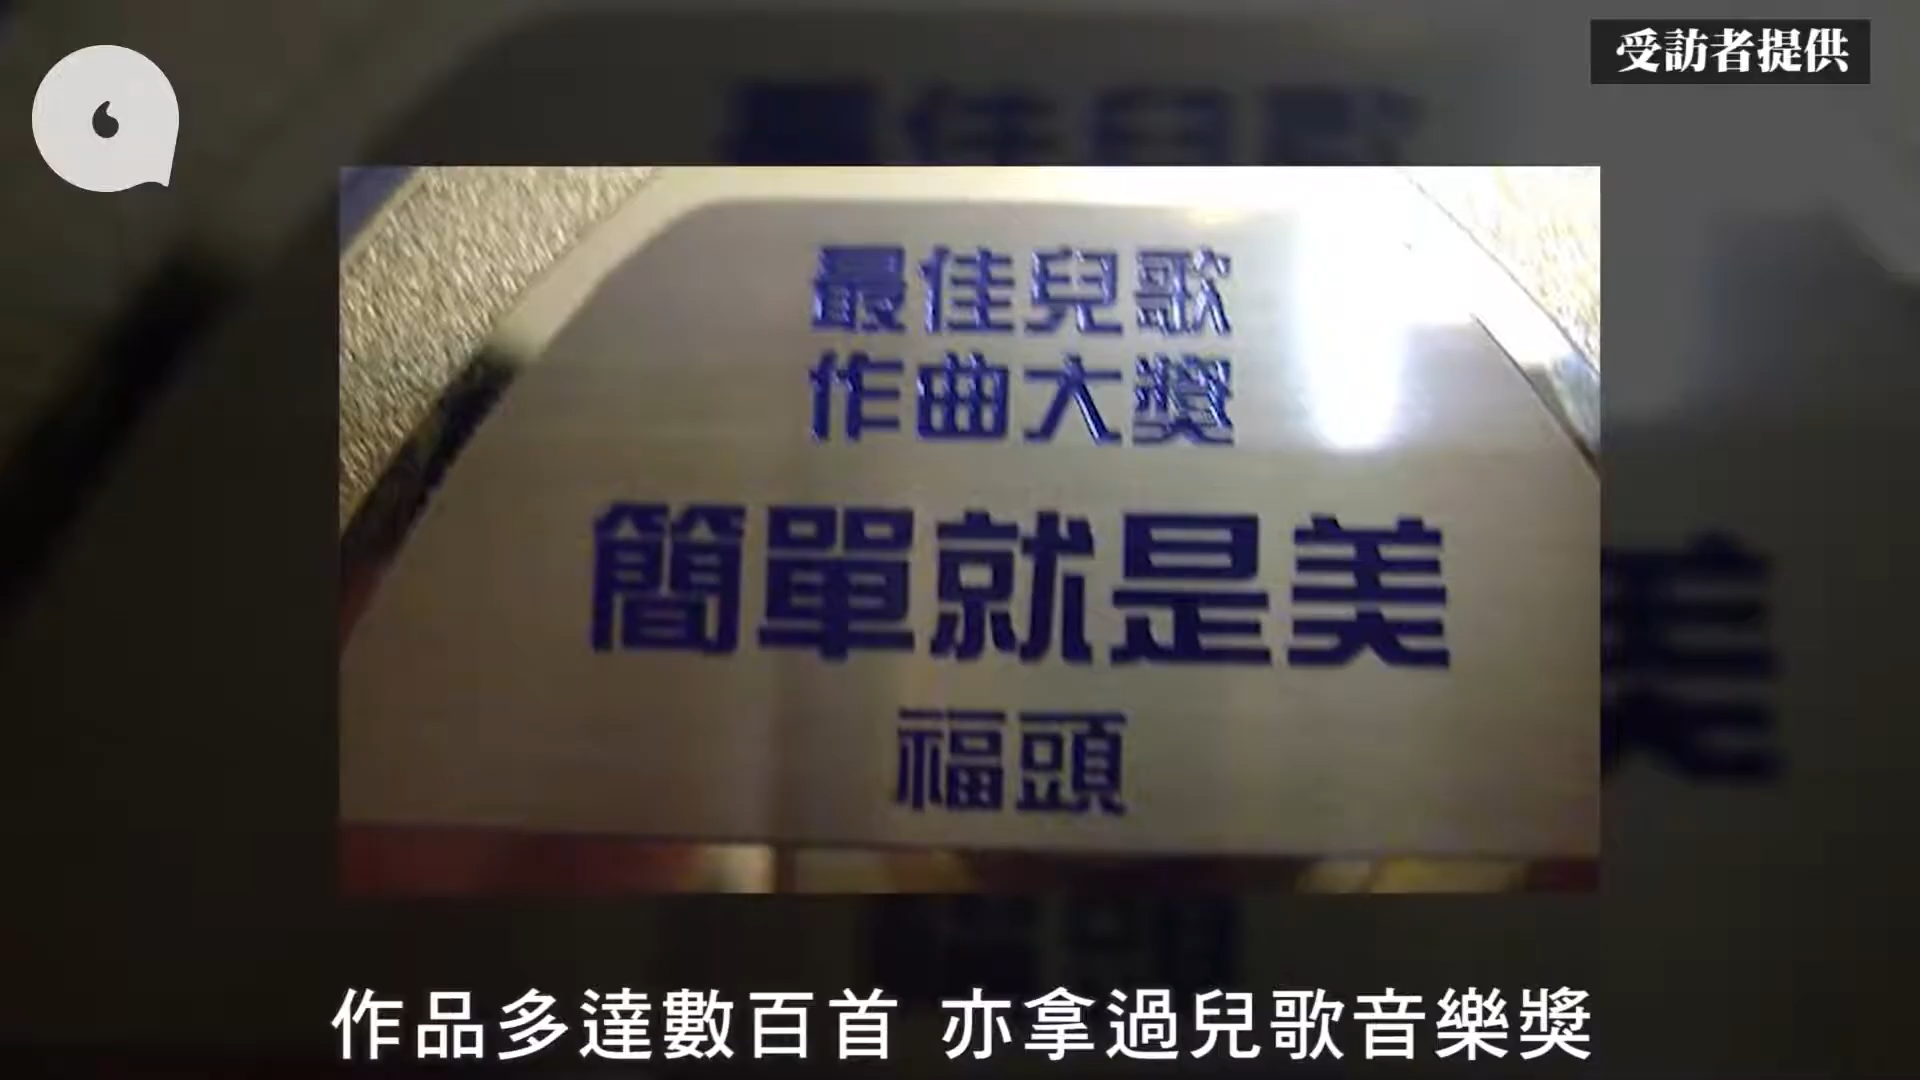 受訪者提供
最佳兒歌
作曲大獎
簡單就是美
福頭
作品多達數百首 亦拿過兒歌音樂獎